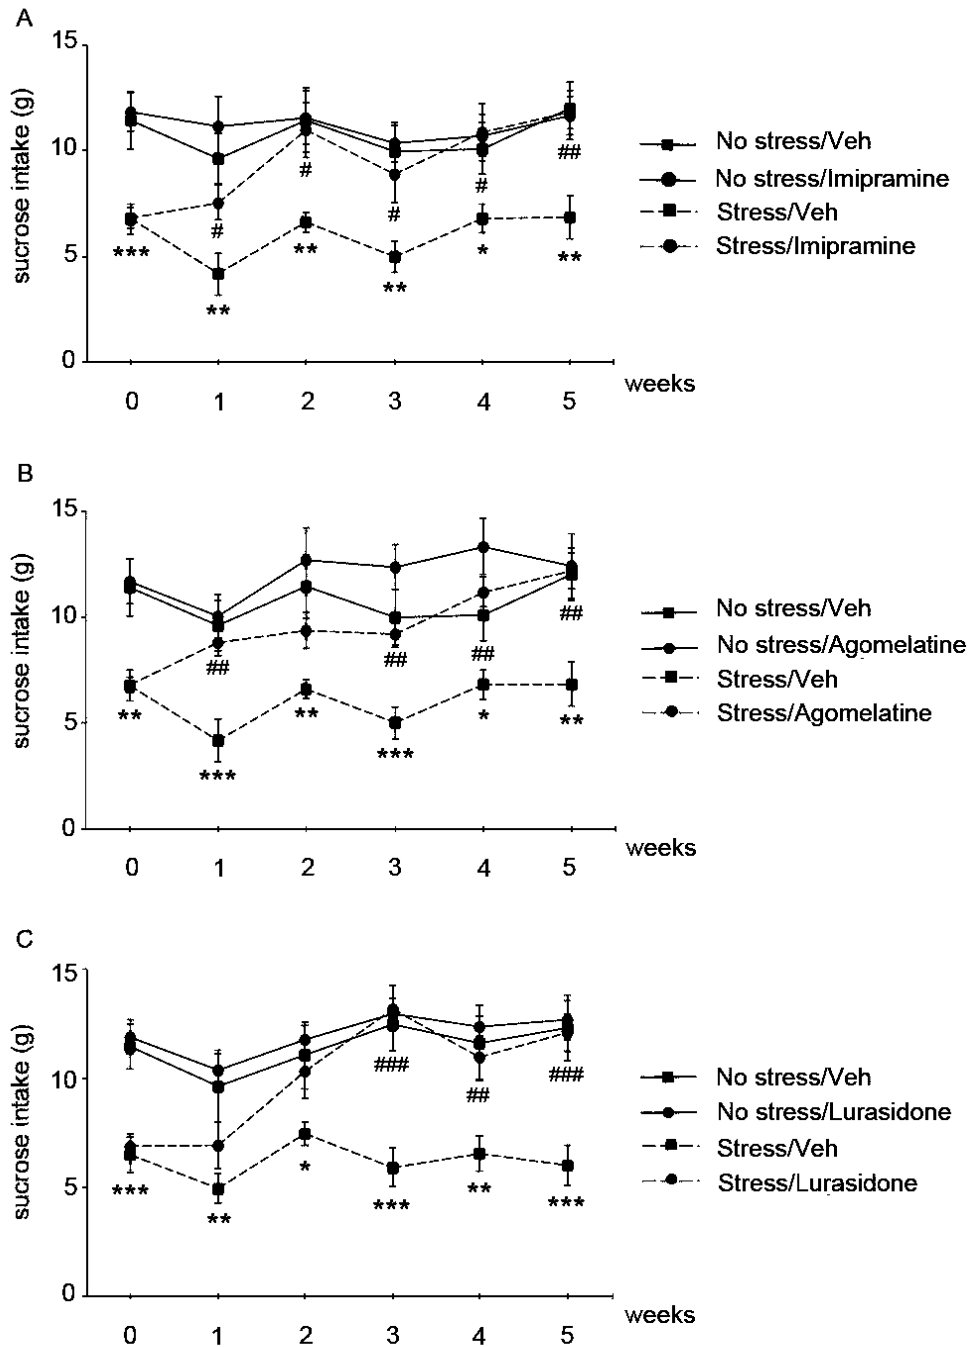 A
15
10
5
0
sucrose intake (g)
#
#
#
#
##
***
**
**
**
*
**
0 1 2 3 4 5
weeks
No stress/Veh
No stress/Imipramine
Stress/Veh
Stress/Imipramine
B
15
10
5
0
sucrose intake (g)
##
##
##
##
**
***
**
***
*
**
0 1 2 3 4 5
weeks
No stress/Veh
No stress/Agomelatine
Stress/Veh
Stress/Agomelatine
C
15
10
5
0
sucrose intake (g)
###
##
###
***
**
*
***
**
***
0 1 2 3 4 5
weeks
No stress/Veh
No stress/Lurasidone
Stress/Veh
Stress/Lurasidone